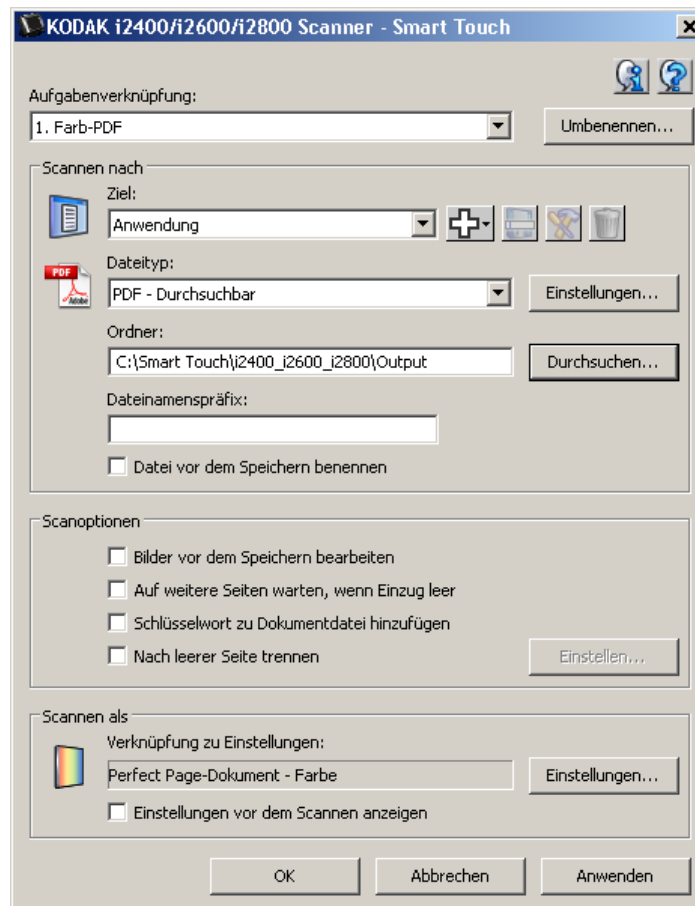 KODAK i2400/i2600/i2800 Scanner - Smart Touch
Aufgabenverknüpfung:
1. Farb-PDF
Umbenennen...
Scannen nach
Ziel:
Anwendung
PDF
Adobe
Dateityp:
PDF - Durchsuchbar
Einstellungen...
Ordner:
C:\Smart Touch\i2400_i2600_i2800\Output
Durchsuchen...
Dateinamenspräfix:
Datei vor dem Speichern benennen
Scanoptionen
Bilder vor dem Speichern bearbeiten
Auf weitere Seiten warten, wenn Einzug leer
Schlüsselwort zu Dokumentdatei hinzufügen
Nach leerer Seite trennen
Einstellen...
Scannen als
Verknüpfung zu Einstellungen:
Perfect Page-Dokument - Farbe
Einstellungen...
Einstellungen vor dem Scannen anzeigen
OK
Abbrechen
Anwenden